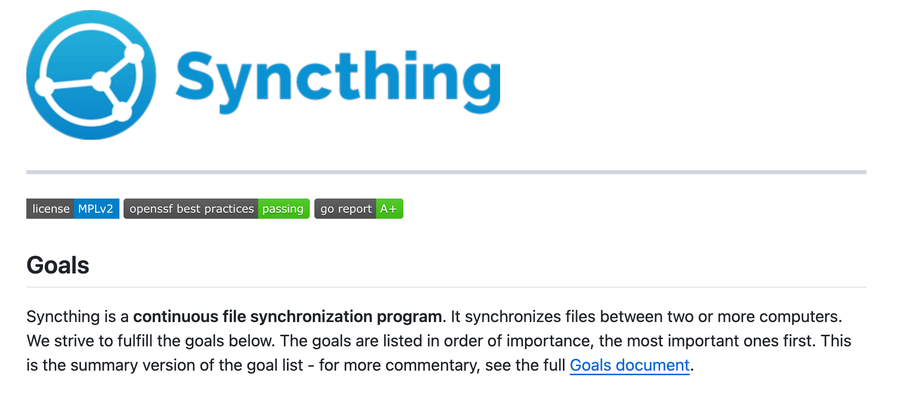 Syncthing
license MPLv2 openssf best practices passing go report A+
Goals
Syncthing is a continuous file synchronization program. It synchronizes files between two or more computers.
We strive to fulfill the goals below. The goals are listed in order of importance, the most important ones first. This
is the summary version of the goal list - for more commentary, see the full Goals document.